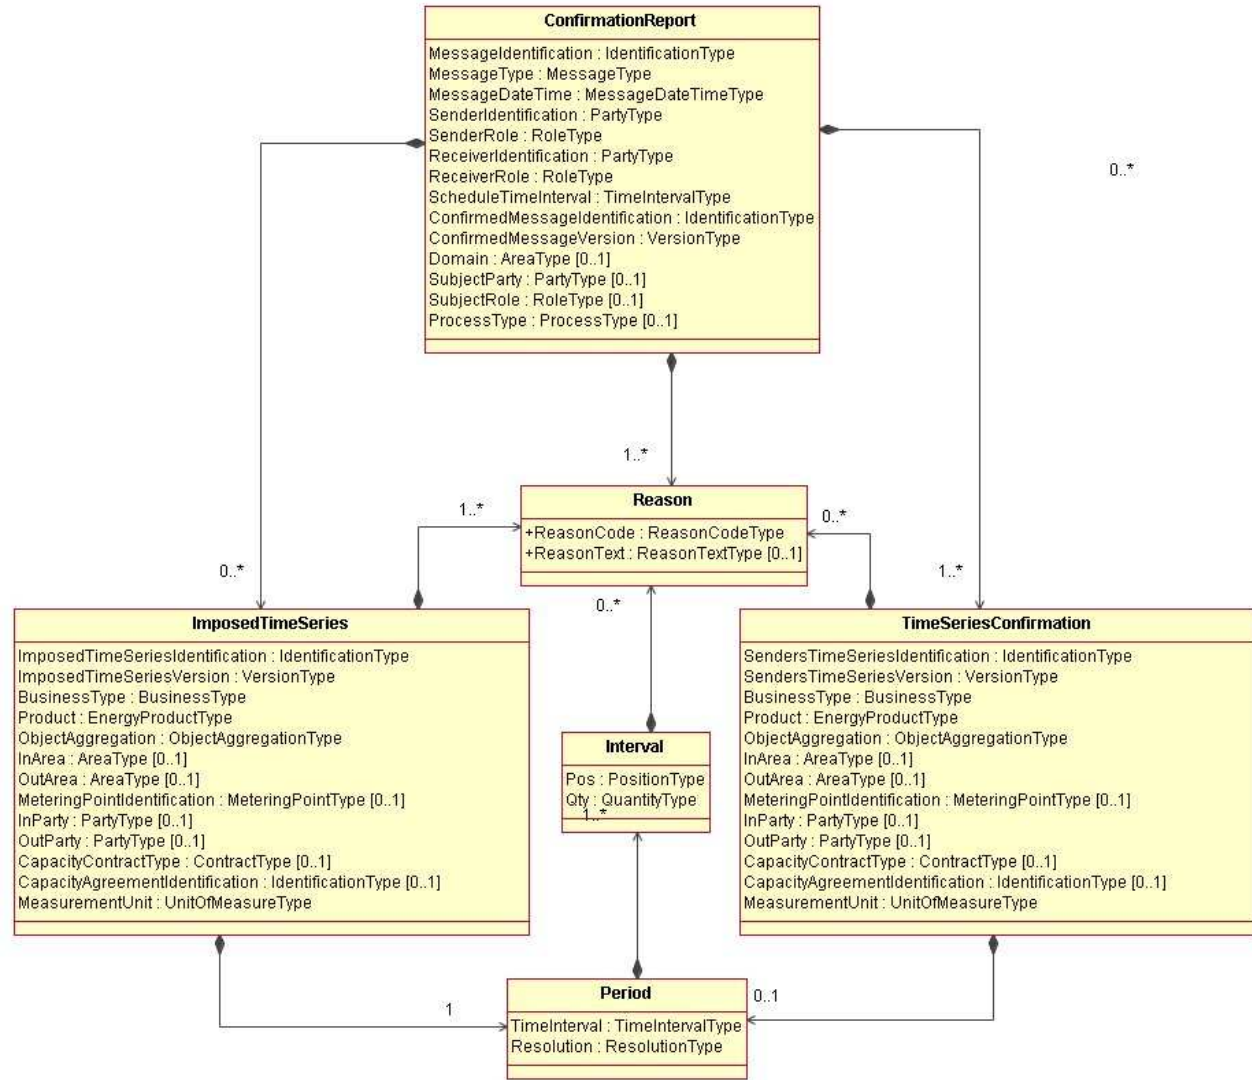 ConfirmationReport
MessageIdentification : IdentificationType
MessageType : MessageType
MessageDateTime : MessageDateTimeType
SenderIdentification : PartyType
SenderRole : RoleType
ReceiverIdentification : PartyType
ReceiverRole : RoleType
ScheduleTimeInterval : TimeIntervalType
ConfirmedMessageIdentification : IdentificationType
ConfirmedMessageVersion : VersionType
Domain : AreaType [0..1]
SubjectParty : PartyType [0..1]
SubjectRole : RoleType [0..1]
ProcessType : ProcessType [0..1]
0..*
1..*
Reason
+ReasonCode : ReasonCodeType
+ReasonText : ReasonTextType [0..1]
1..*
0..*
0..*
0..*
1..*
ImposedTimeSeries
ImposedTimeSeriesIdentification : IdentificationType
ImposedTimeSeriesVersion : VersionType
BusinessType : BusinessType
Product : EnergyProductType
ObjectAggregation : ObjectAggregationType
InArea : AreaType [0..1]
OutArea : AreaType [0..1]
MeteringPointIdentification : MeteringPointType [0..1]
InParty : PartyType [0..1]
OutParty : PartyType [0..1]
CapacityContractType : ContractType [0..1]
CapacityAgreementIdentification : IdentificationType [0..1]
MeasurementUnit : UnitOfMeasureType
Interval
Pos : PositionType
Qty : QuantityType
1..*
TimeSeriesConfirmation
SendersTimeSeriesIdentification : IdentificationType
SendersTimeSeriesVersion : VersionType
BusinessType : BusinessType
Product : EnergyProductType
ObjectAggregation : ObjectAggregationType
InArea : AreaType [0..1]
OutArea : AreaType [0..1]
MeteringPointIdentification : MeteringPointType [0..1]
InParty : PartyType [0..1]
OutParty : PartyType [0..1]
CapacityContractType : ContractType [0..1]
CapacityAgreementIdentification : IdentificationType [0..1]
MeasurementUnit : UnitOfMeasureType
1
0..1
Period
TimeInterval : TimeIntervalType
Resolution : ResolutionType